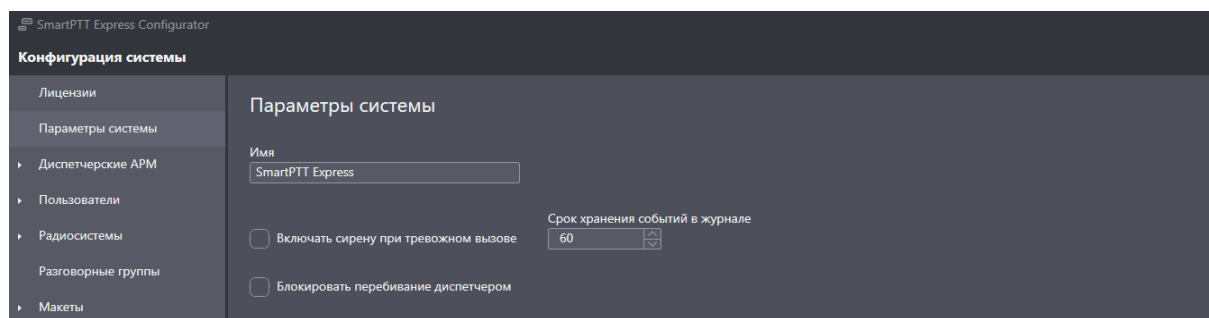 SmartPTT Express Configurator
Конфигурация системы
Лицензии
Параметры системы
Диспетчерские АРМ
Пользователи
Радиосистемы
Разговорные группы
Макеты
Параметры системы
Имя
SmartPTT Express
Срок хранения событий в журнале
Включать сирену при тревожном вызове
60
Блокировать перебивание диспетчером